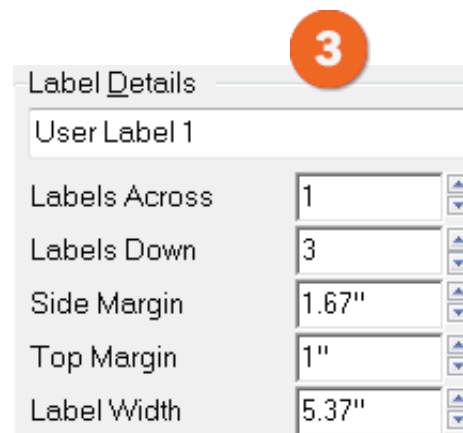 3
Label Details
User Label 1
Labels Across 1
Labels Down 3
Side Margin 1.67"
Top Margin 1"
Label Width 5.37"